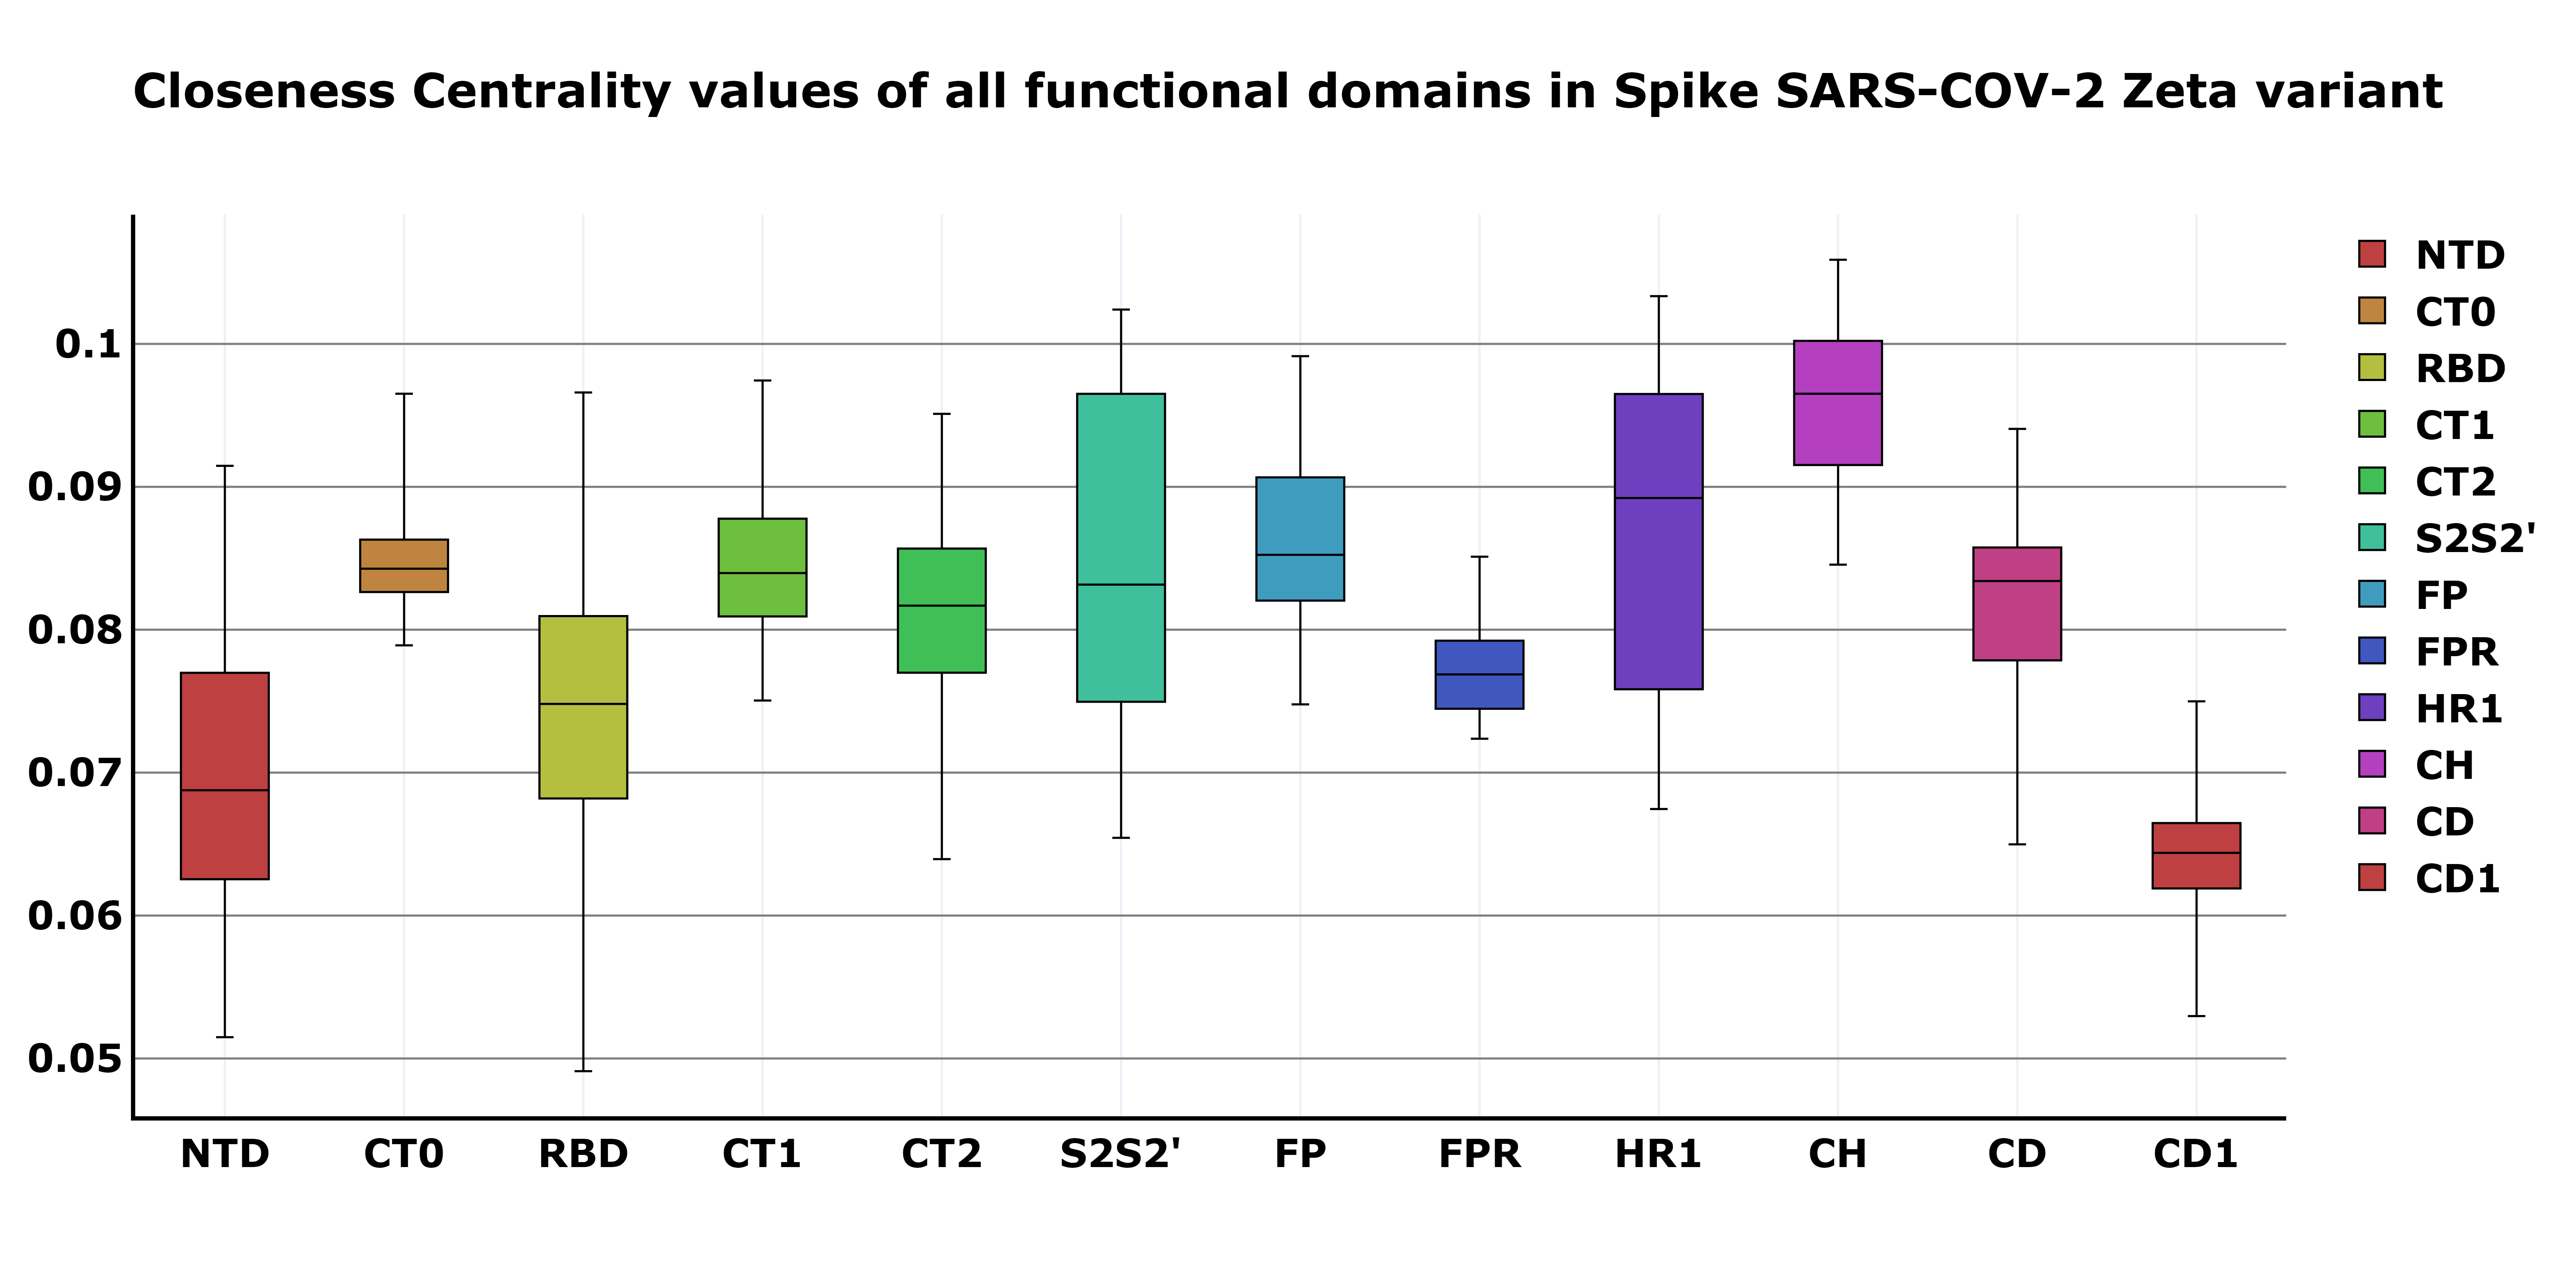 Closeness Centrality values of all functional domains in Spike SARS-COV-2 Zeta variant
0.1
0.09
0.08
0.07
0.06
0.05
NTD CT0 RBD CT1 CT2 S2S2' FP FPR HR1 CH CD CD1
NTD
CT0
RBD
CT1
CT2
S2S2'
FP
FPR
HR1
CH
CD
CD1